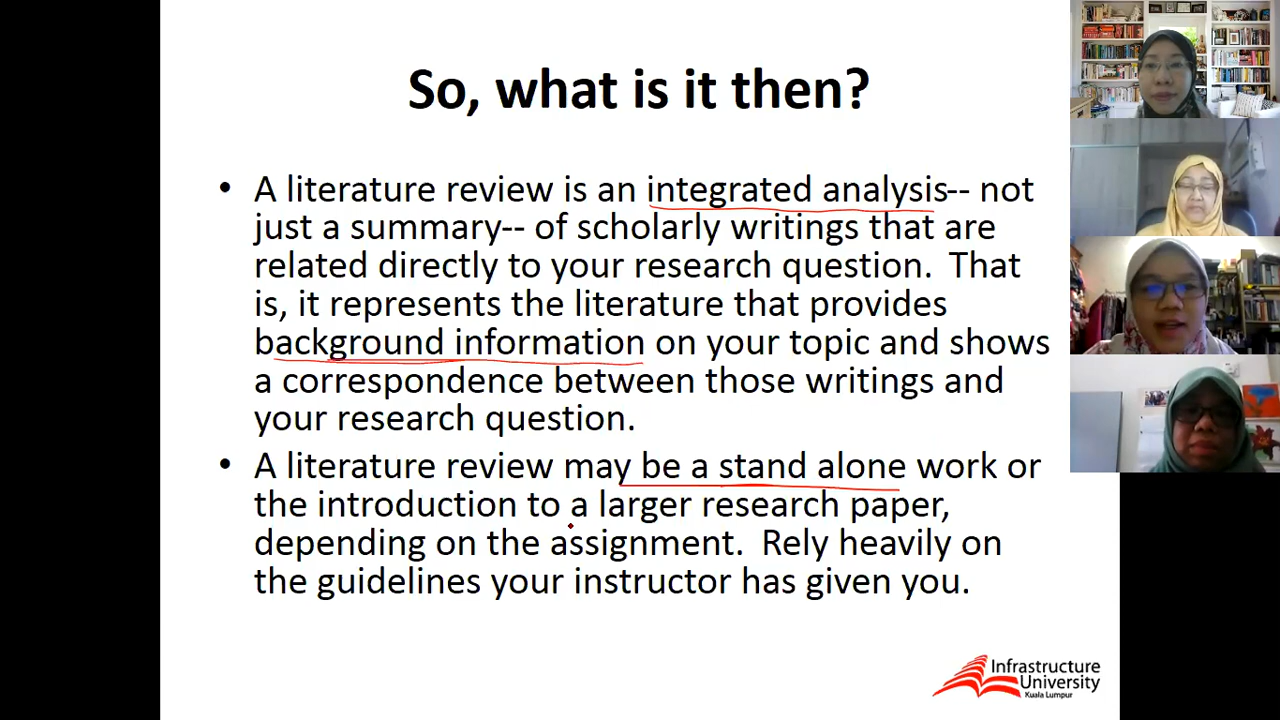 So, what is it then?
• A literature review is an integrated analysis-- not
just a summary-- of scholarly writings that are
related directly to your research question.  That
is, it represents the literature that provides
background information on your topic and shows
a correspondence between those writings and
your research question.
• A literature review may be a stand alone work or
the introduction to a larger research paper,
depending on the assignment.  Rely heavily on
the guidelines your instructor has given you.
Infrastructure
University
Kuala Lumpur